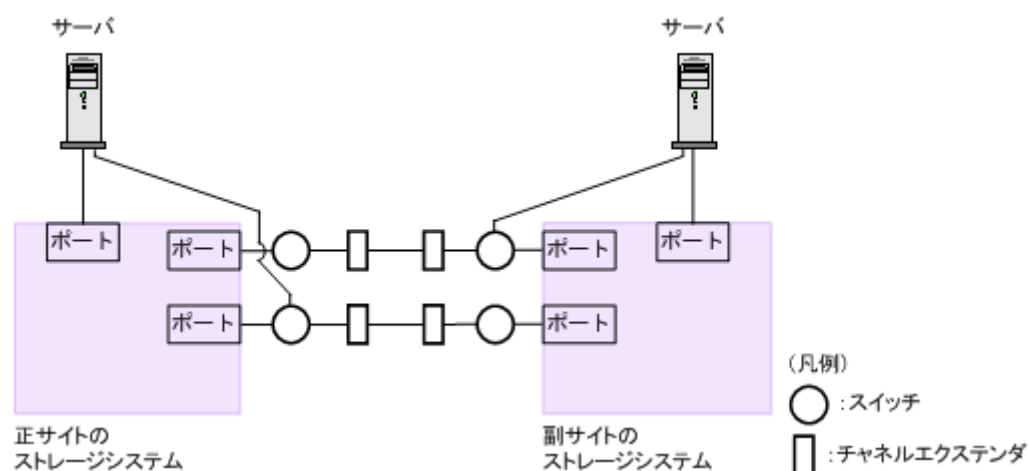 サーバ
サーバ
ポート
ポート
ポート
ポート
ポート
ポート
正サイトの
ストレージシステム
副サイトの
ストレージシステム
(凡例)
:スイッチ
:チャネルエクステンダ